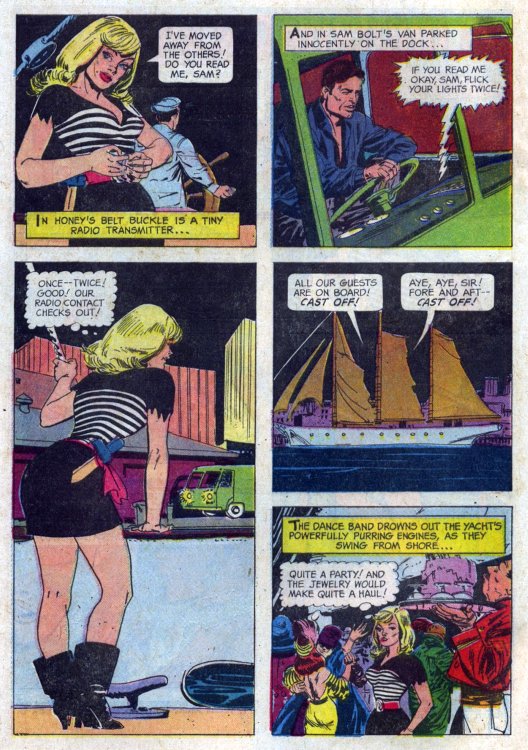 I'VE MOVED
AWAY FROM
THE OTHERS!
DO YOU READ
ME, SAM?
IN HONEY'S BELT BUCKLE IS A TINY
RADIO TRANSMITTER...
AND IN SAM BOLT'S VAN PARKED
INNOCENTLY ON THE DOCK...
IF YOU READ ME
OKAY, SAM, FLICK
YOUR LIGHTS TWICE!
ONCE--TWICE!
GOOD! OUR
RADIO CONTACT
CHECKS OUT!
ALL OUR GUESTS
ARE ON BOARD!
CAST OFF!
AYE, AYE, SIR!
FORE AND AFT--
CAST OFF!
THE DANCE BAND DROWNS OUT THE YACHT'S
POWERFULLY PURRING ENGINES, AS THEY
SWING FROM SHORE...
QUITE A PARTY! AND
THE JEWELRY WOULD
MAKE QUITE A HAUL!